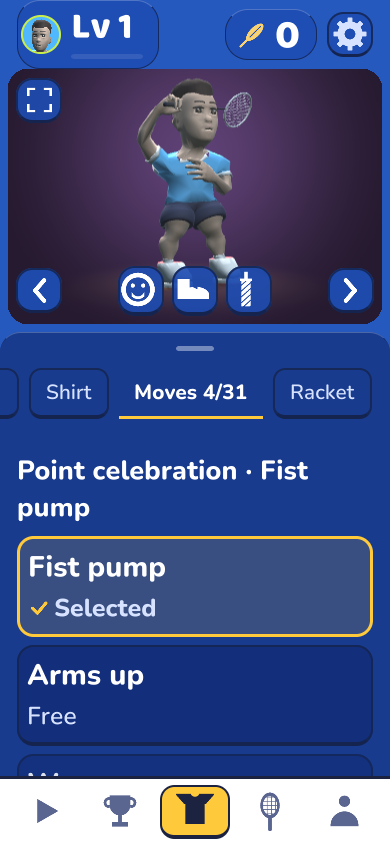 Lv 1
0
Shirt
Moves 4/31
Racket
Point celebration · Fist
pump
Fist pump
Selected
Arms up
Free